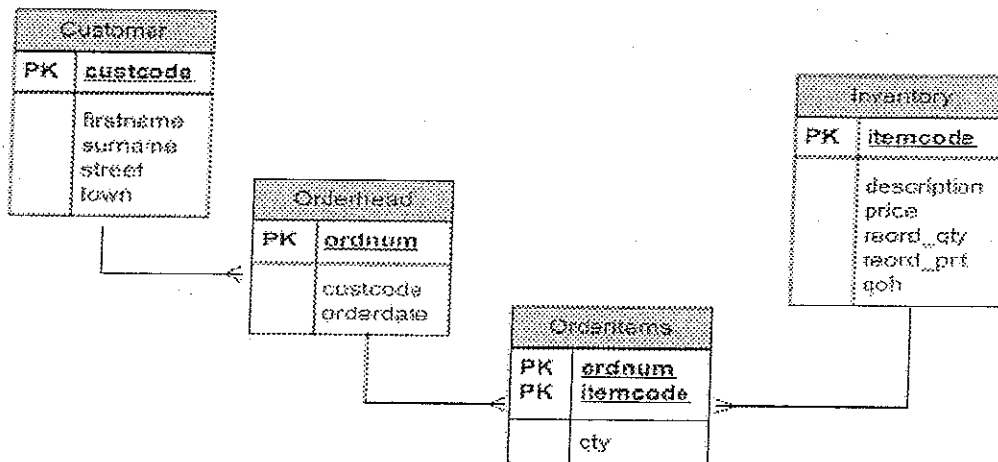 Customer
PK custcode
firstname
surname
street
town
Orderhead
PK ordnum
custcode
orderdate
Inventory
PK itemcode
description
price
reord_qty
reord_pnt
qoh
Orderitems
PK ordnum
PK itemcode
qty